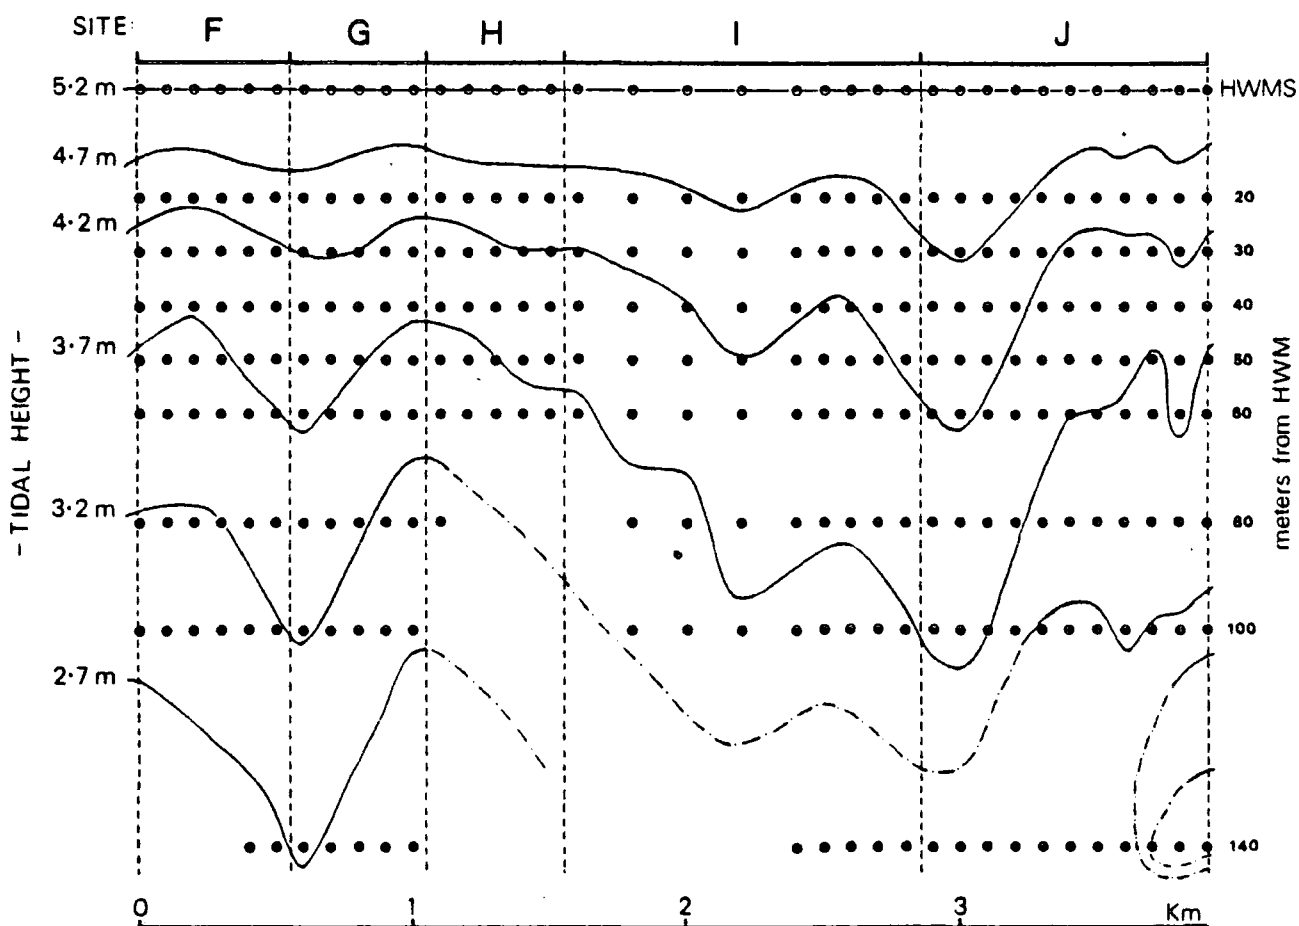 SITE: F G H I J
5·2 m HWMS
4·7 m
20
4·2 m
30
40
3·7 m
50
60
3·2 m
80
100
2·7 m
140
- TIDAL HEIGHT -
meters from HWM
0 1 2 3 Km